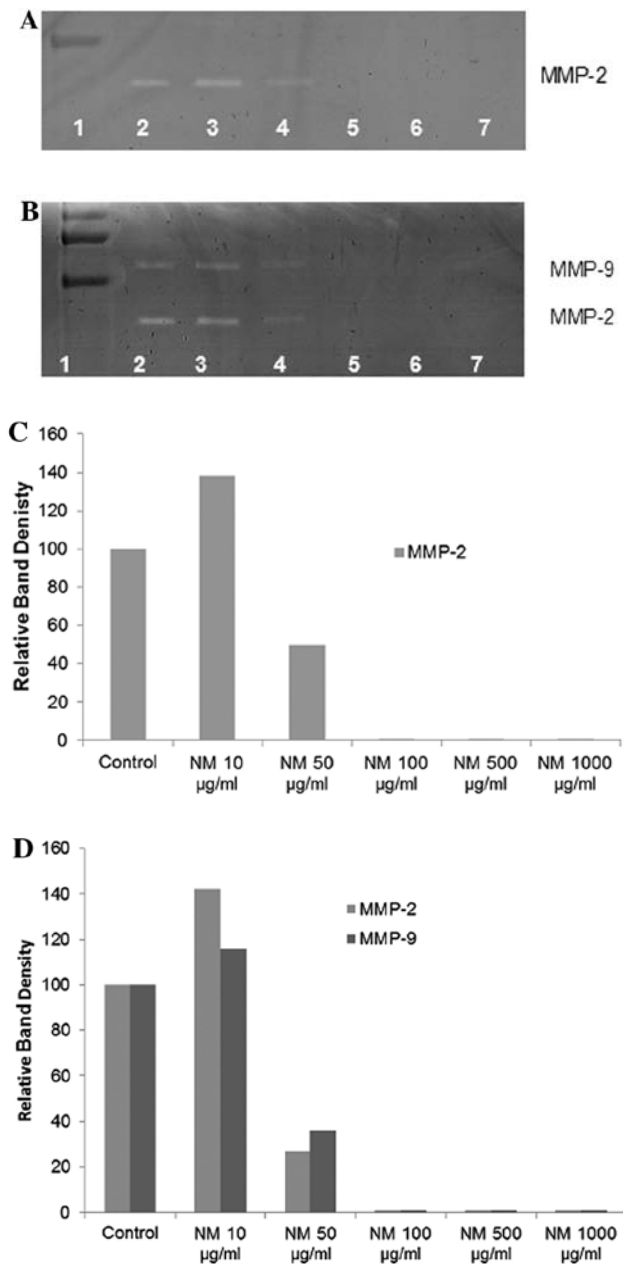 A
MMP-2
1 2 3 4 5 6 7
B
MMP-9
MMP-2
1 2 3 4 5 6 7
C
160
140
120
100
80
60
40
20
0
Relative Band Denisty
MMP-2
Control
NM 10 µg/ml
NM 50 µg/ml
NM 100 µg/ml
NM 500 µg/ml
NM 1000 µg/ml
D
160
140
120
100
80
60
40
20
0
Relative Band Density
MMP-2
MMP-9
Control
NM 10 µg/ml
NM 50 µg/ml
NM 100 µg/ml
NM 500 µg/ml
NM 1000 µg/ml